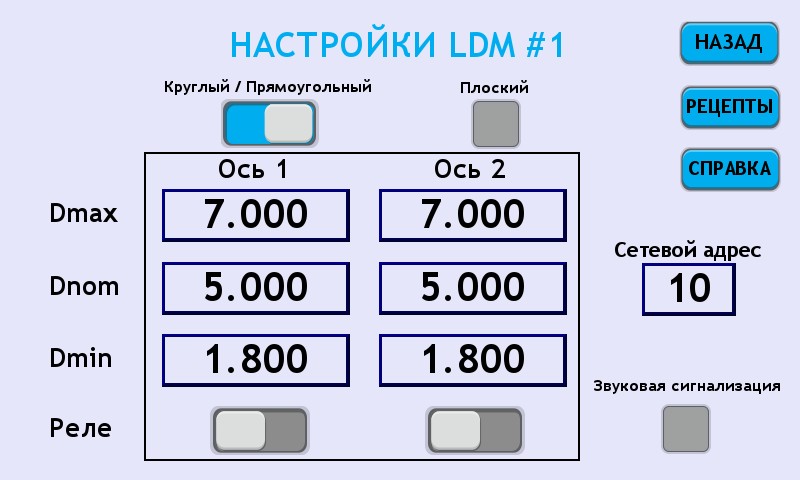 НАСТРОЙКИ LDM #1
НАЗАД
Круглый / Прямоугольный
Плоский
РЕЦЕПТЫ
Ось 1 Ось 2
СПРАВКА
Dmax 7.000 7.000
Сетевой адрес
Dnom 5.000 5.000
10
Dmin 1.800 1.800
Звуковая сигнализация
Реле